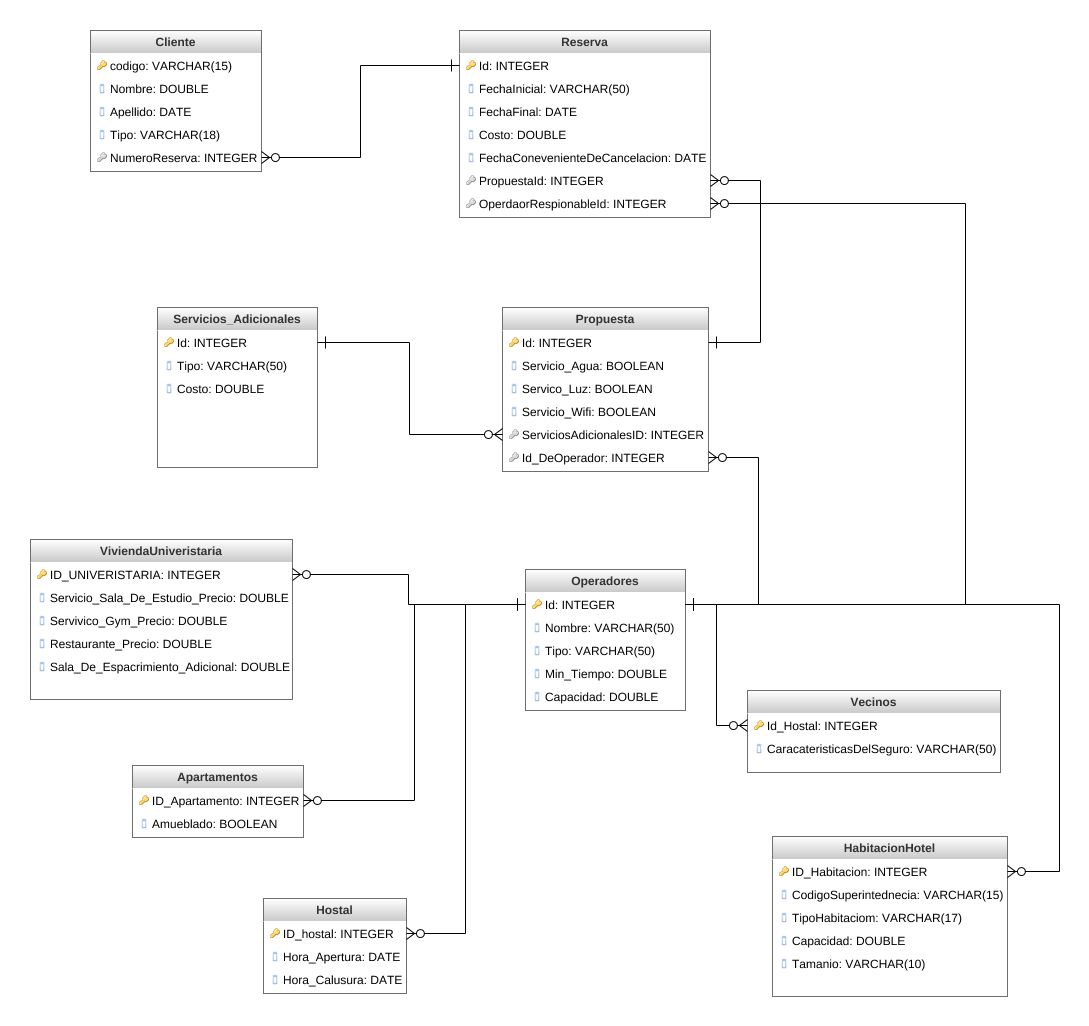 Cliente
codigo: VARCHAR(15)
Nombre: DOUBLE
Apellido: DATE
Tipo: VARCHAR(18)
NumeroReserva: INTEGER
Reserva
Id: INTEGER
FechaInicial: VARCHAR(50)
FechaFinal: DATE
Costo: DOUBLE
FechaConevenienteDeCancelacion: DATE
PropuestaId: INTEGER
OperdaorRespionableId: INTEGER
Servicios_Adicionales
Id: INTEGER
Tipo: VARCHAR(50)
Costo: DOUBLE
Propuesta
Id: INTEGER
Servicio_Agua: BOOLEAN
Servico_Luz: BOOLEAN
Servicio_Wifi: BOOLEAN
ServiciosAdicionalesID: INTEGER
Id_DeOperador: INTEGER
ViviendaUniveristaria
ID_UNIVERISTARIA: INTEGER
Servicio_Sala_De_Estudio_Precio: DOUBLE
Servivico_Gym_Precio: DOUBLE
Restaurante_Precio: DOUBLE
Sala_De_Espacrimiento_Adicional: DOUBLE
Operadores
Id: INTEGER
Nombre: VARCHAR(50)
Tipo: VARCHAR(50)
Min_Tiempo: DOUBLE
Capacidad: DOUBLE
Vecinos
Id_Hostal: INTEGER
CaracateristicasDelSeguro: VARCHAR(50)
Apartamentos
ID_Apartamento: INTEGER
Amueblado: BOOLEAN
HabitacionHotel
ID_Habitacion: INTEGER
CodigoSuperintednecia: VARCHAR(15)
TipoHabitaciom: VARCHAR(17)
Capacidad: DOUBLE
Tamanio: VARCHAR(10)
Hostal
ID_hostal: INTEGER
Hora_Apertura: DATE
Hora_Calusura: DATE